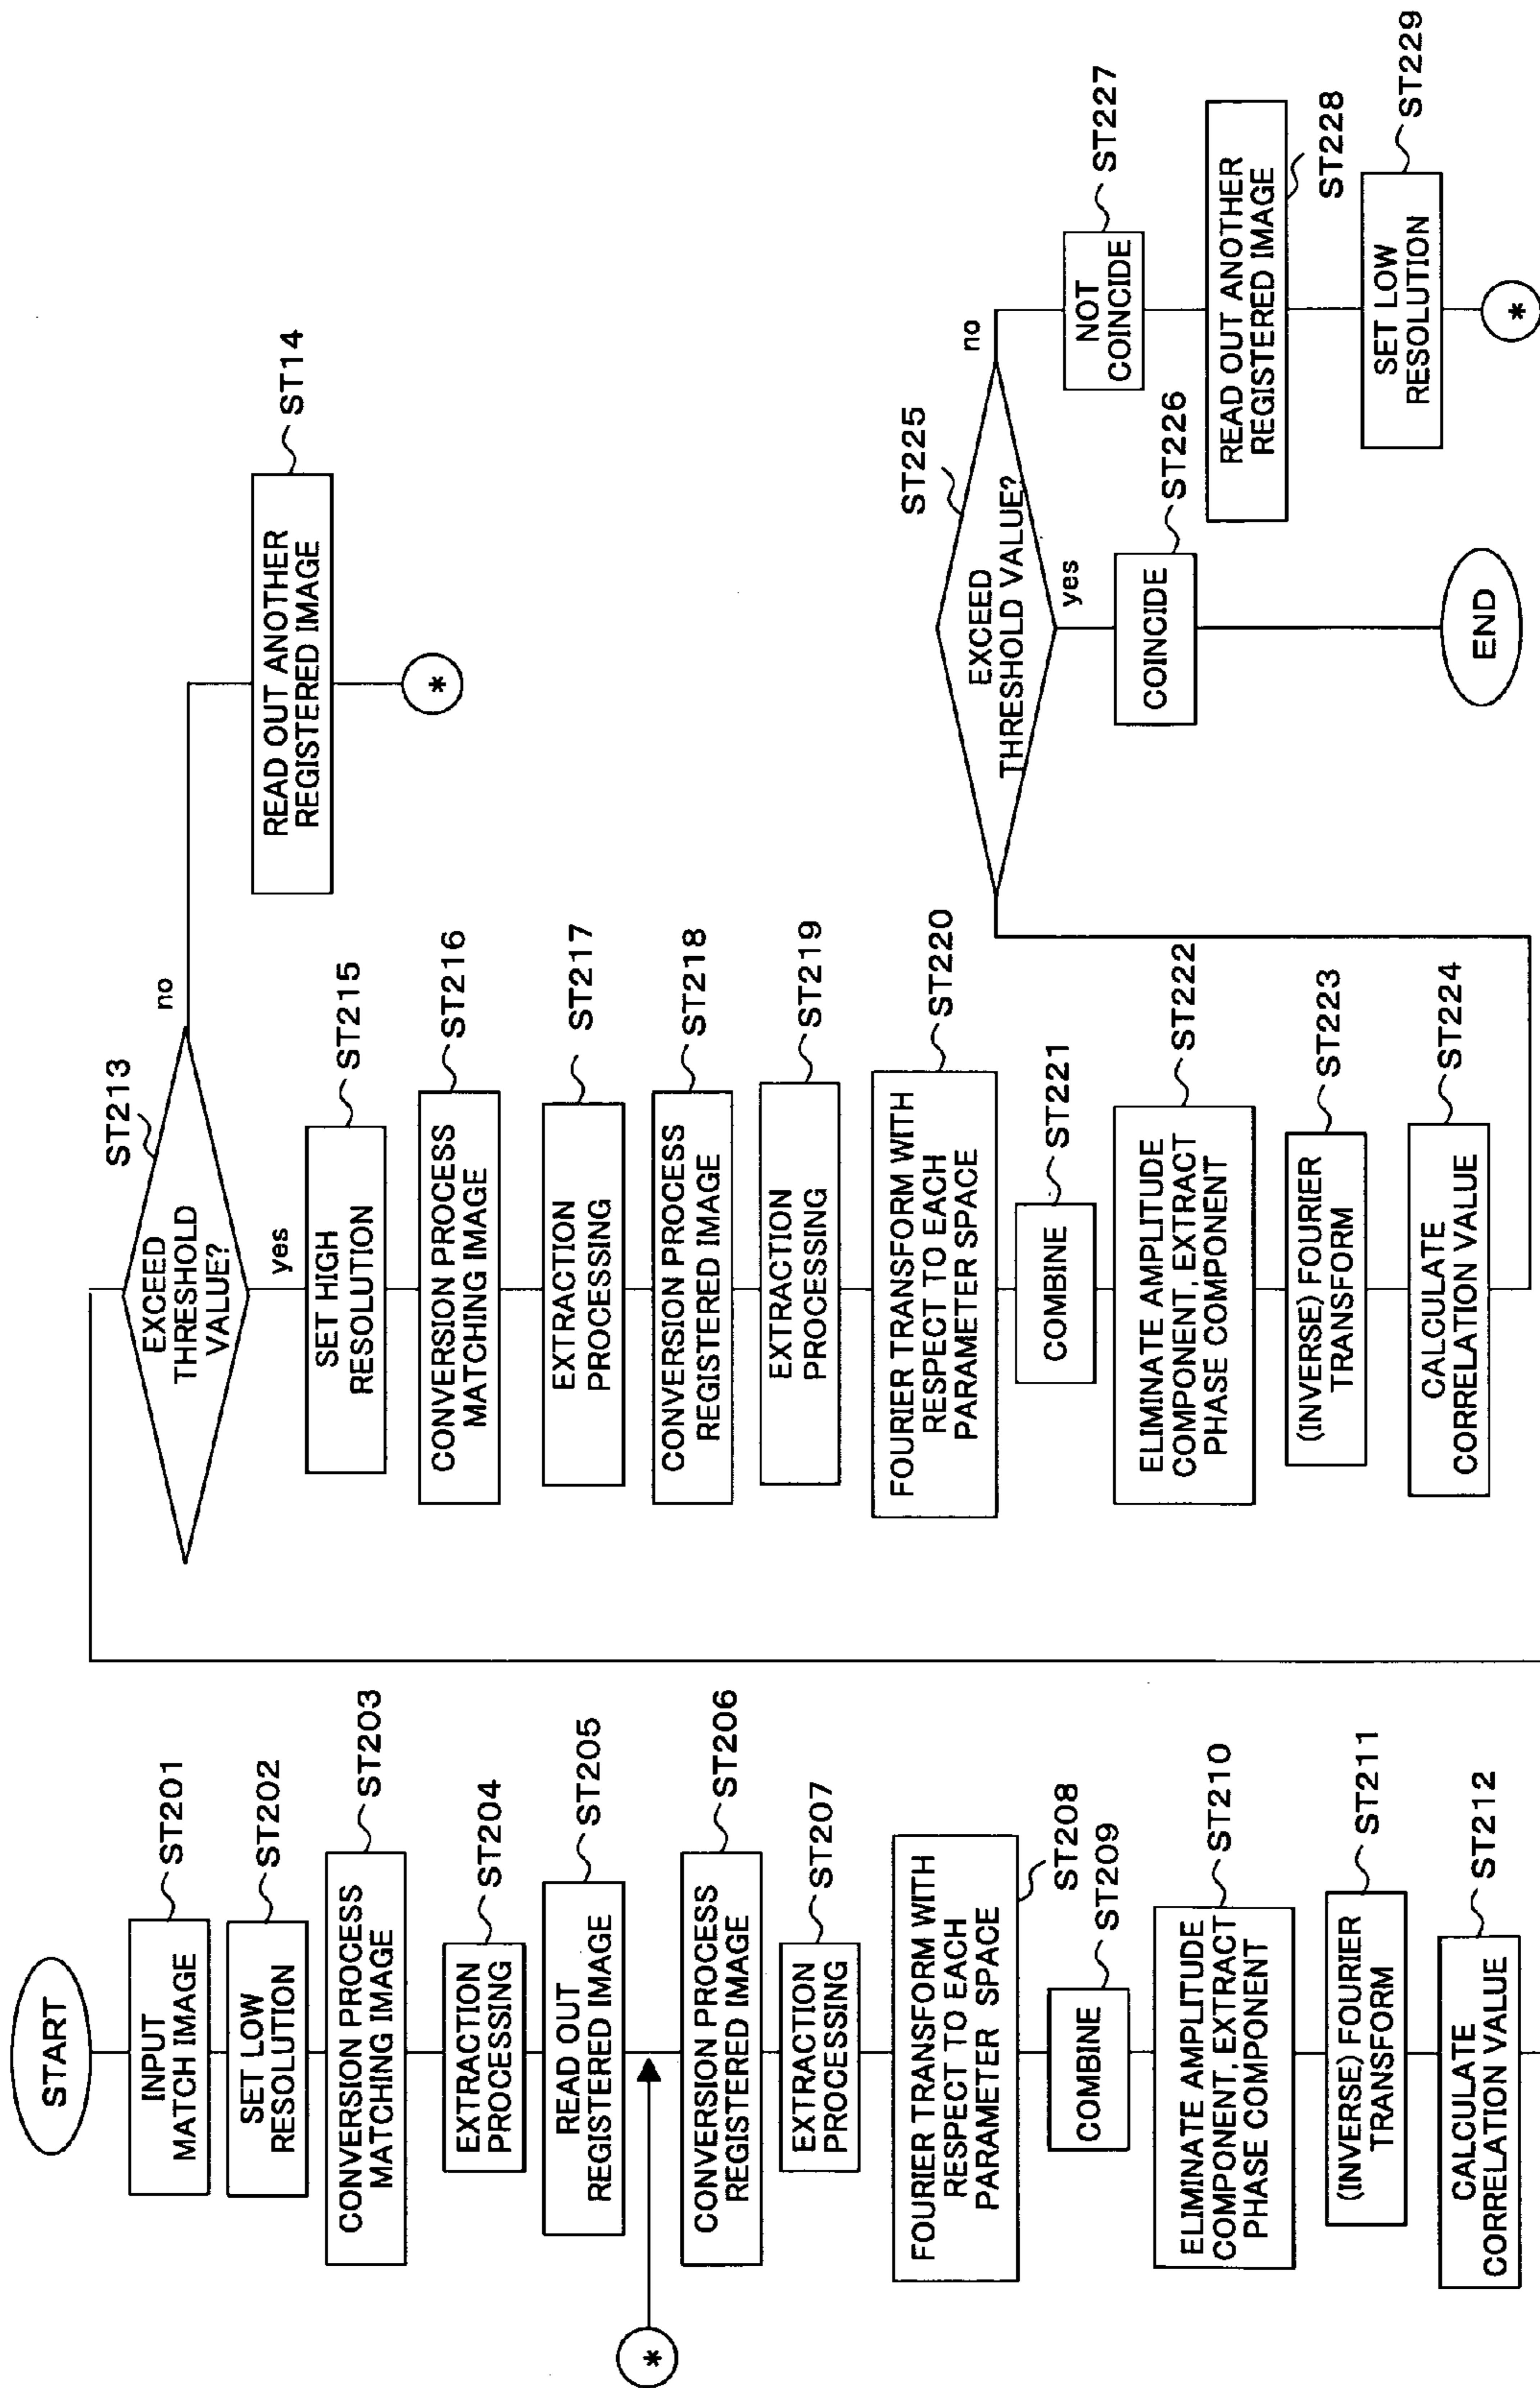 START
INPUT
MATCH IMAGE
ST201
SET LOW
RESOLUTION
ST202
CONVERSION PROCESS
MATCHING IMAGE
ST203
EXTRACTION
PROCESSING
ST204
READ OUT
REGISTERED IMAGE
ST205
*
CONVERSION PROCESS
REGISTERED IMAGE
ST206
EXTRACTION
PROCESSING
ST207
FOURIER TRANSFORM WITH
RESPECT TO EACH
PARAMETER SPACE
ST208
COMBINE
ST209
ELIMINATE AMPLITUDE
COMPONENT, EXTRACT
PHASE COMPONENT
ST210
(INVERSE) FOURIER
TRANSFORM
ST211
CALCULATE
CORRELATION VALUE
ST212
ST213
EXCEED
THRESHOLD
VALUE?
no
yes
READ OUT ANOTHER
REGISTERED IMAGE
ST14
*
SET HIGH
RESOLUTION
ST215
CONVERSION PROCESS
MATCHING IMAGE
ST216
EXTRACTION
PROCESSING
ST217
CONVERSION PROCESS
REGISTERED IMAGE
ST218
EXTRACTION
PROCESSING
ST219
FOURIER TRANSFORM WITH
RESPECT TO EACH
PARAMETER SPACE
ST220
COMBINE
ST221
ELIMINATE AMPLITUDE
COMPONENT, EXTRACT
PHASE COMPONENT
ST222
(INVERSE) FOURIER
TRANSFORM
ST223
CALCULATE
CORRELATION VALUE
ST224
ST225
EXCEED
THRESHOLD VALUE?
no
yes
COINCIDE
ST226
END
NOT
COINCIDE
ST227
READ OUT ANOTHER
REGISTERED IMAGE
ST228
SET LOW
RESOLUTION
ST229
*